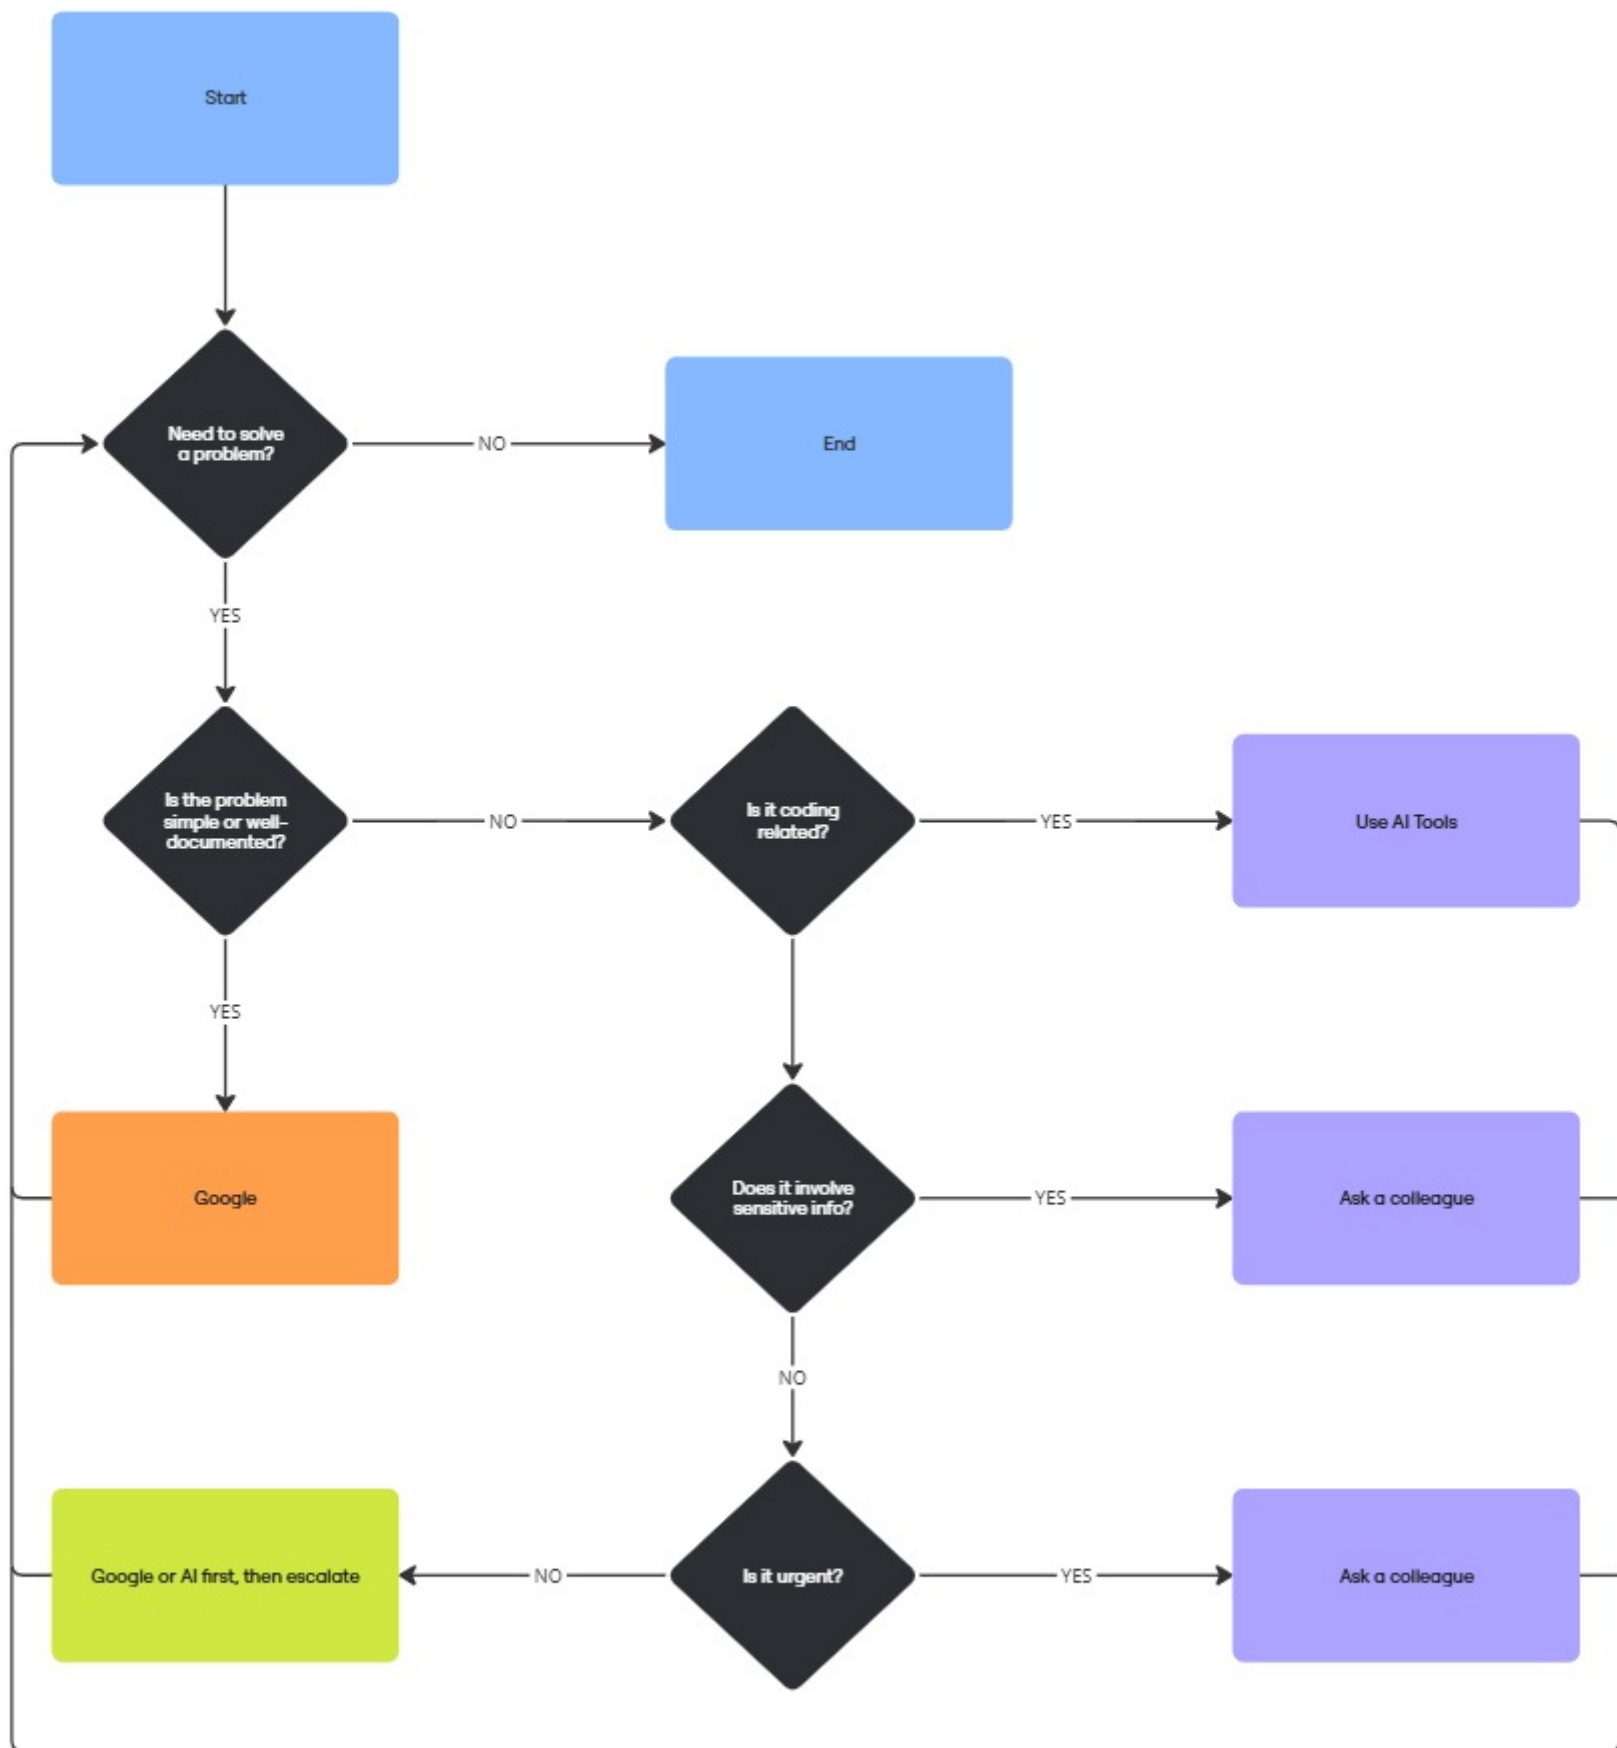 Start
Need to solve
a problem?
NO
End
YES
Is the problem
simple or well-
documented?
NO
Is it coding
related?
YES
Use AI Tools
YES
Google
Does it involve
sensitive info?
YES
Ask a colleague
NO
Google or AI first, then escalate
NO
Is it urgent?
YES
Ask a colleague